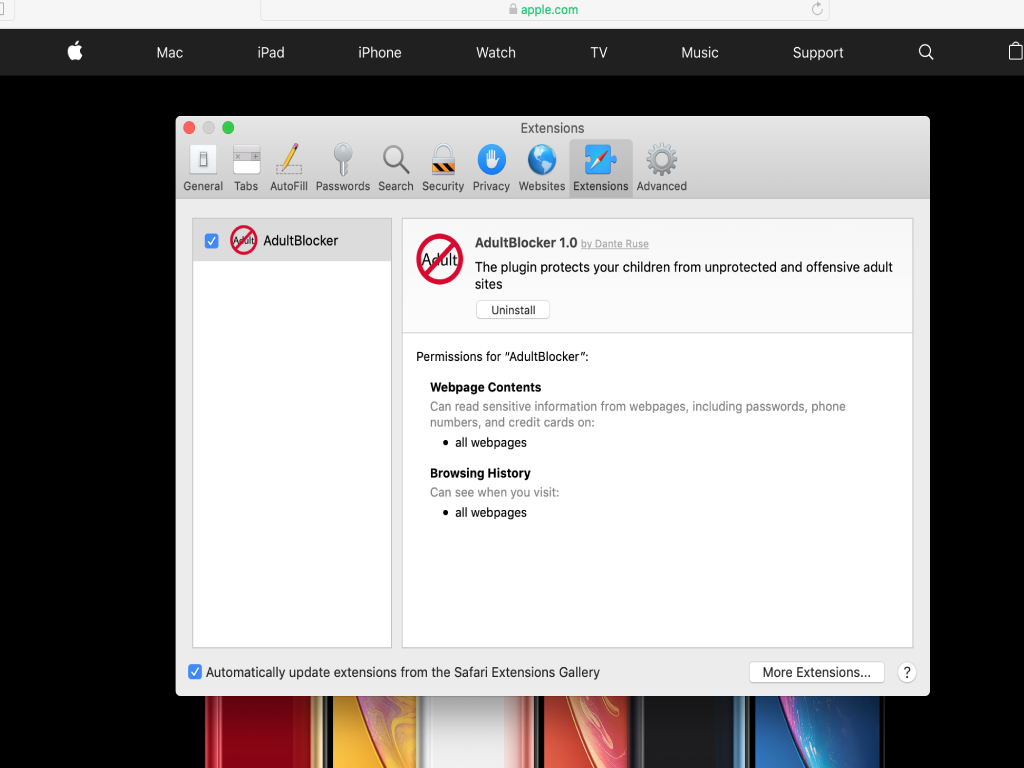 apple.com
Mac iPad iPhone Watch TV Music Support
Extensions
General Tabs AutoFill Passwords Search Security Privacy Websites Extensions Advanced
Adult AdultBlocker
Adult
AdultBlocker 1.0 by Dante Ruse
The plugin protects your children from unprotected and offensive adult
sites
Uninstall
Permissions for “AdultBlocker”:
Webpage Contents
Can read sensitive information from webpages, including passwords, phone
numbers, and credit cards on:
• all webpages
Browsing History
Can see when you visit:
• all webpages
Automatically update extensions from the Safari Extensions Gallery
More Extensions... ?